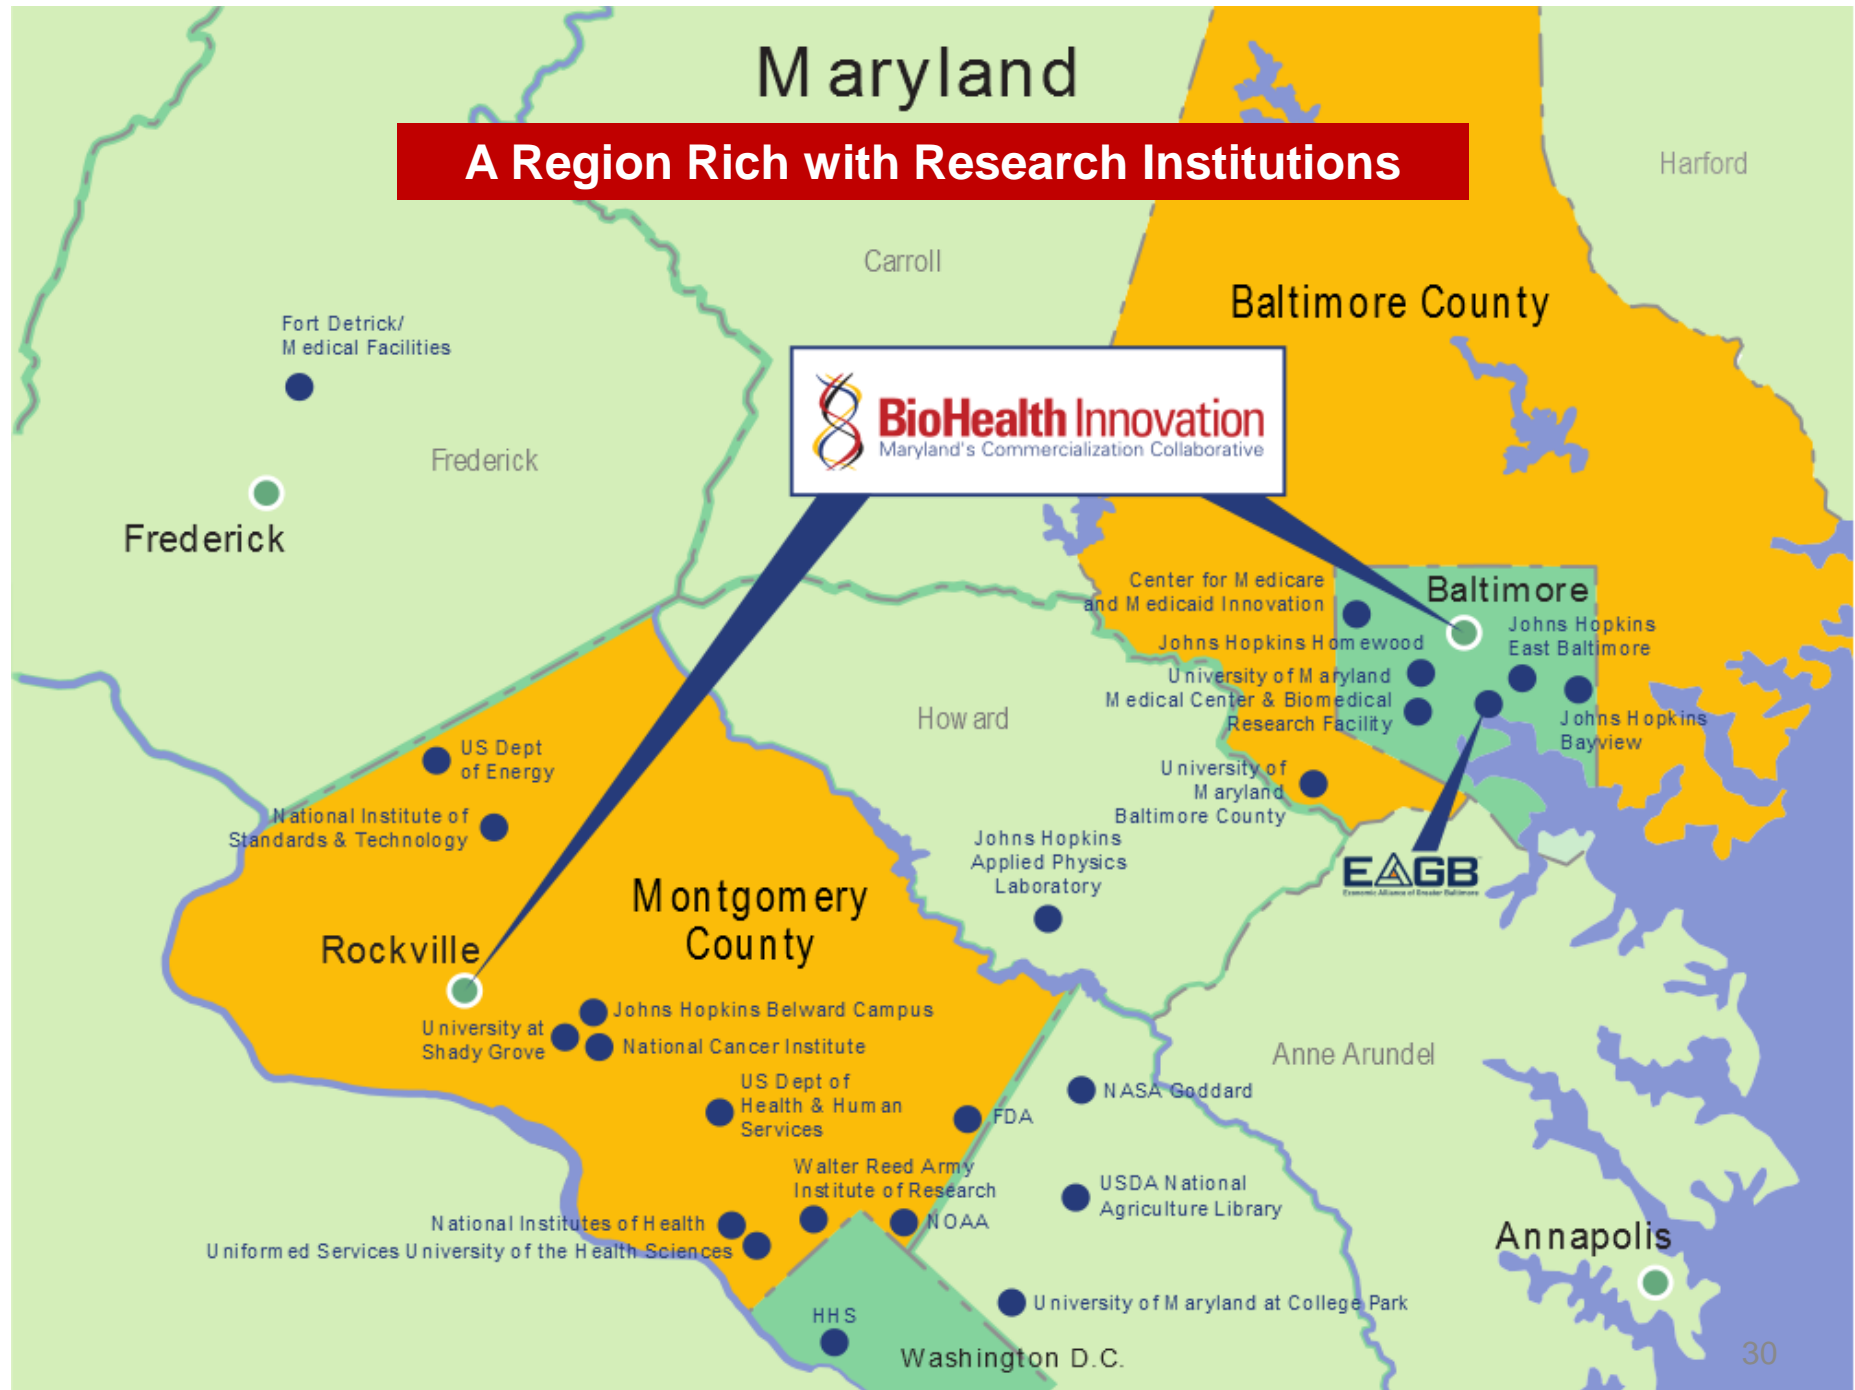 Maryland
A Region Rich with Research Institutions
Harford
Carroll
Baltimore County
Fort Detrick/
Medical Facilities
BioHealth Innovation
Maryland's Commercialization Collaborative
Frederick
Frederick
Center for Medicare
and Medicaid Innovation
Baltimore
Johns Hopkins
East Baltimore
Johns Hopkins Homewood
University of Maryland
Medical Center & Biomedical
Research Facility
Johns Hopkins
Bayview
Howard
US Dept
of Energy
University of
Maryland
Baltimore County
National Institute of
Standards & Technology
Johns Hopkins
Applied Physics
Laboratory
EAGB
Economic Alliance of Greater Baltimore
Montgomery
County
Rockville
Johns Hopkins Belward Campus
University at
Shady Grove
National Cancer Institute
Anne Arundel
US Dept of
Health & Human
Services
NASA Goddard
FDA
Walter Reed Army
Institute of Research
USDA National
Agriculture Library
National Institutes of Health
NOAA
Uniformed Services University of the Health Sciences
Annapolis
University of Maryland at College Park
HHS
Washington D.C.
30